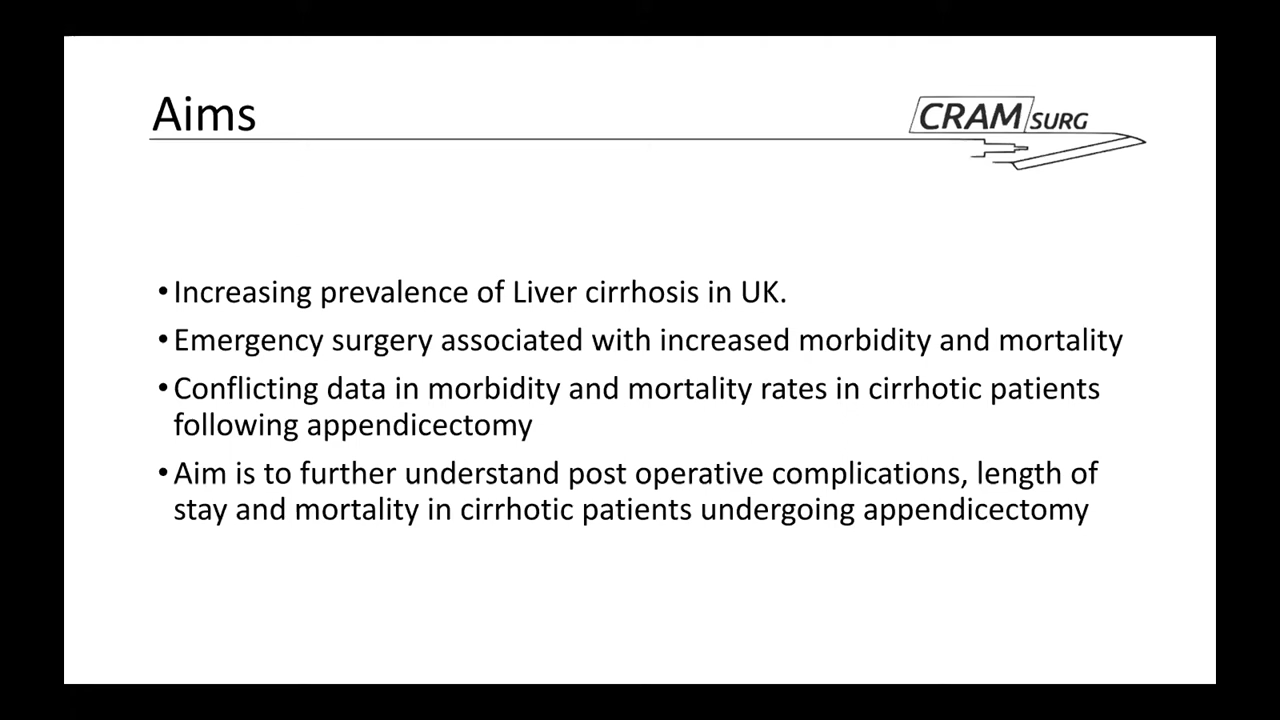 Aims
CRAM SURG
•Increasing prevalence of Liver cirrhosis in UK.
•Emergency surgery associated with increased morbidity and mortality
•Conflicting data in morbidity and mortality rates in cirrhotic patients
following appendicectomy
•Aim is to further understand post operative complications, length of
stay and mortality in cirrhotic patients undergoing appendicectomy